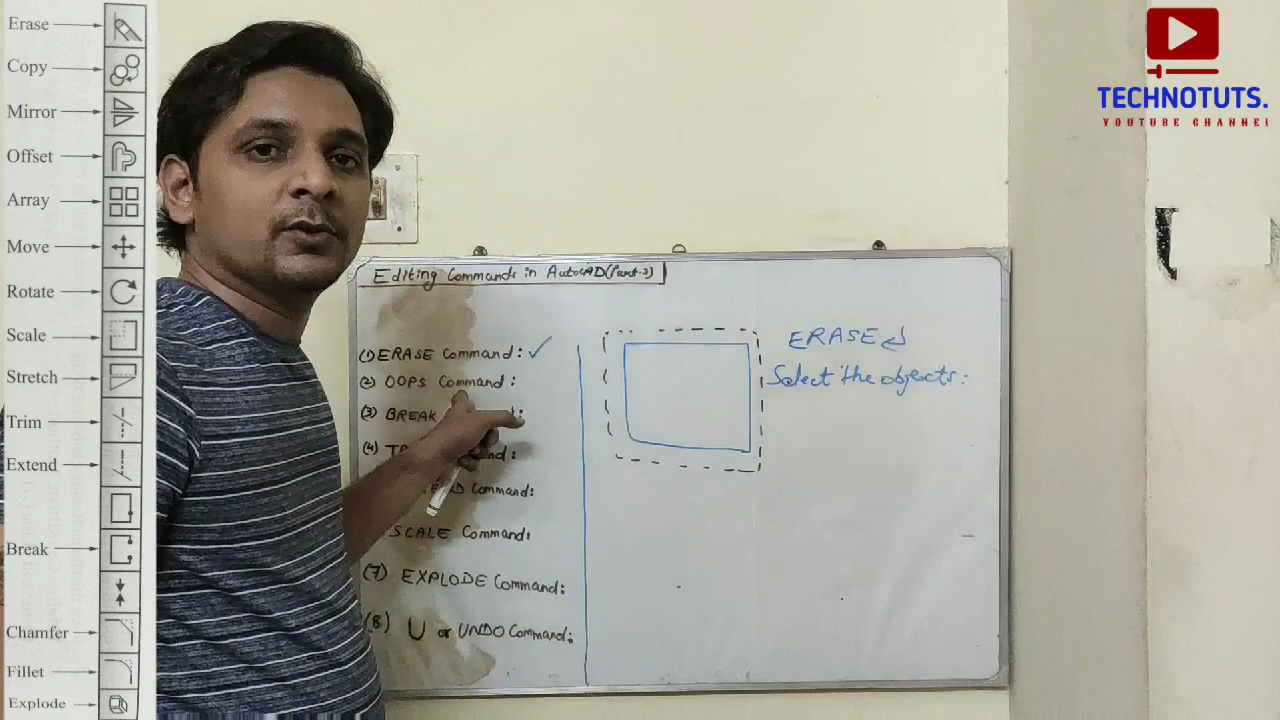 Erase
Copy
Mirror
Offset
Array
Move
Rotate
Scale
Stretch
Trim
Extend
Break
Chamfer
Fillet
Explode
TECHNOTUTS.
YOUTUBE CHANNEL
Editing Commands in AutoCAD(Part-2)
(1) ERASE Command:
(2) OOPS Command:
(3) BREAK
(4)
Command:
SCALE Command:
(7) EXPLODE Command:
(8) U or UNDO Command:
ERASE
Select the objects: